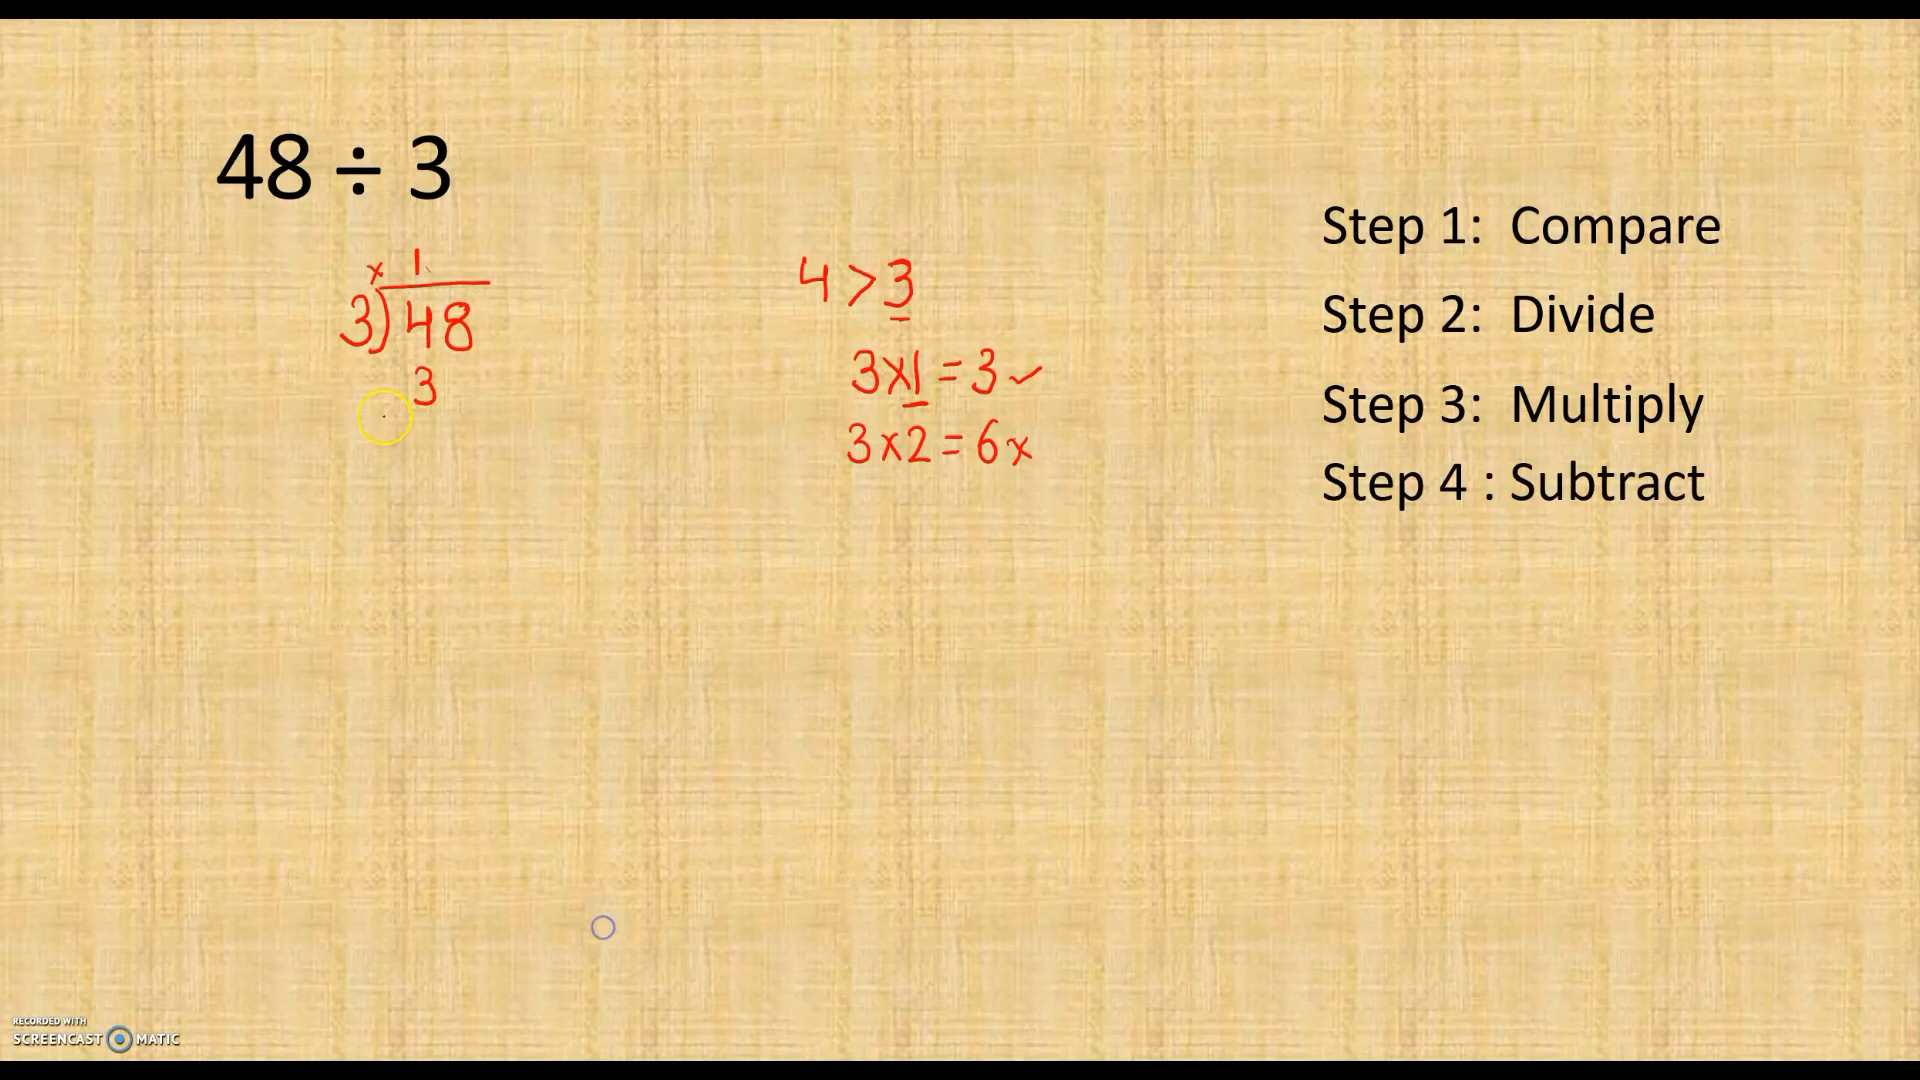 48 ÷ 3
x 1
3)48
3
4 > 3
3x1 = 3 ✓
3x2 = 6 x
Step 1: Compare
Step 2: Divide
Step 3: Multiply
Step 4 : Subtract
RECORDED WITH
SCREENCAST MATIC